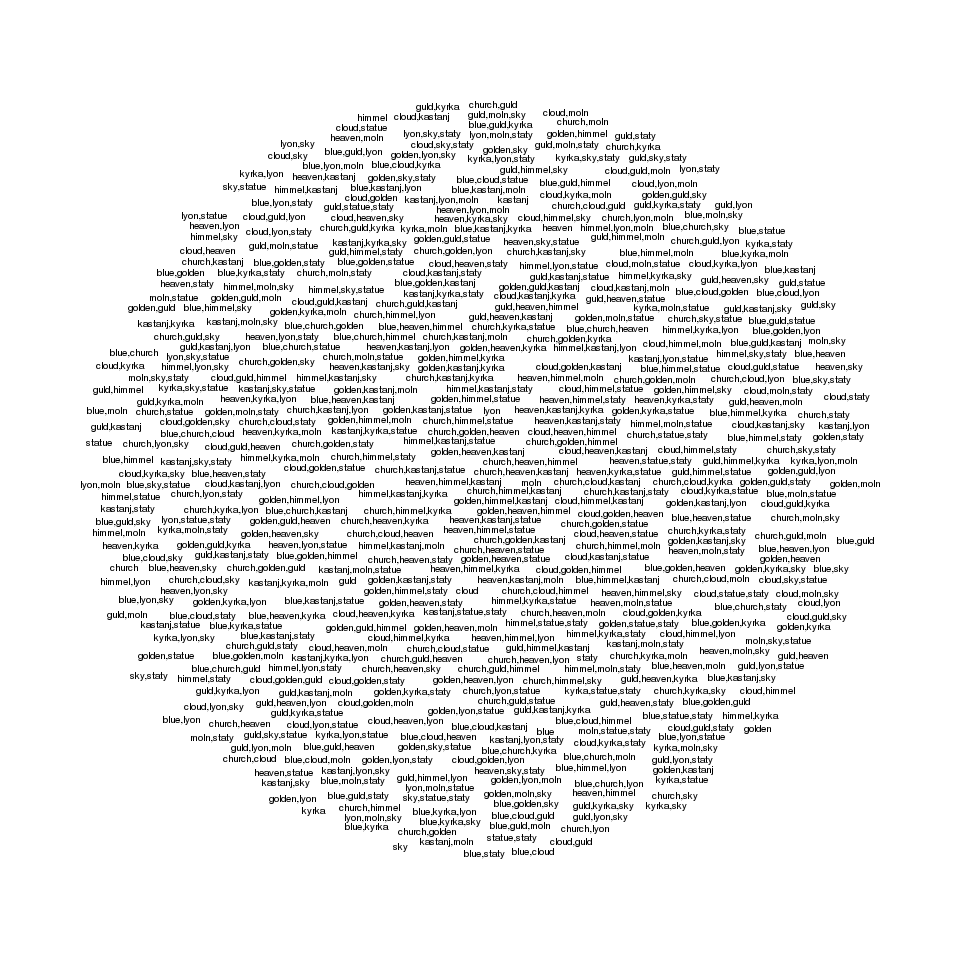 guld,kyrka church,guld
himmel cloud,kastanj guld,moln,sky cloud,moln
cloud,statue blue,guld,kyrka church,moln
heaven,moln lyon,sky,staty lyon,moln,staty golden,himmel guld,staty
lyon,sky cloud,sky,staty golden,sky guld,moln,staty church,kyrka
cloud,sky blue,guld,lyon golden,lyon,sky kyrka,lyon,staty kyrka,sky,staty guld,sky,staty
blue,lyon,moln blue,cloud,kyrka guld,himmel,sky cloud,guld,moln lyon,staty
kyrka,lyon heaven,kastanj golden,sky,staty blue,cloud,statue blue,guld,himmel cloud,lyon,moln
sky,statue himmel,kastanj blue,kastanj,lyon blue,kastanj,moln cloud,kyrka,moln golden,guld,sky
blue,lyon,staty cloud,golden kastanj,lyon,moln kastanj church,cloud,guld guld,kyrka,staty guld,lyon
lyon,statue cloud,guld,lyon guld,statue,staty heaven,lyon,moln cloud,himmel,sky church,lyon,moln blue,moln,sky
heaven,lyon cloud,heaven,sky heaven,kyrka,sky blue,church,sky
himmel,sky cloud,lyon,staty church,guld,kyrka kyrka,moln blue,kastanj,kyrka heaven himmel,lyon,moln blue,statue
cloud,heaven guld,moln,statue kastanj,kyrka,sky golden,guld,statue heaven,sky,statue guld,himmel,moln church,guld,lyon kyrka,staty
church,kastanj blue,golden,staty guld,himmel,staty church,golden,lyon church,kastanj,sky blue,himmel,moln blue,kyrka,moln
blue,golden blue,kyrka,staty church,moln,staty blue,golden,statue cloud,kastanj,staty cloud,heaven,staty himmel,lyon,statue cloud,moln,statue cloud,kyrka,lyon blue,kastanj
heaven,staty himmel,moln,sky himmel,sky,statue blue,golden,kastanj golden,guld,kastanj guld,kastanj,statue himmel,kyrka,sky guld,heaven,sky guld,statue
moln,statue golden,guld,moln cloud,guld,kastanj kastanj,kyrka,staty cloud,kastanj,kyrka cloud,kastanj,moln blue,cloud,golden blue,cloud,lyon
golden,guld blue,himmel,sky golden,kyrka,moln church,guld,kastanj guld,heaven,himmel guld,heaven,statue kyrka,moln,statue guld,kastanj,sky guld,sky
kastanj,kyrka kastanj,moln,sky blue,church,golden church,himmel,lyon guld,heaven,kastanj golden,moln,statue church,sky,statue blue,guld,statue
church,guld,sky heaven,lyon,staty blue,church,himmel blue,heaven,himmel church,kastanj,moln church,kyrka,statue blue,church,heaven himmel,kyrka,lyon blue,golden,lyon
blue,church guld,kastanj,lyon blue,church,statue heaven,kastanj,lyon golden,heaven,kyrka church,golden,kyrka himmel,kastanj,lyon cloud,himmel,moln blue,guld,kastanj moln,sky
cloud,kyrka lyon,sky,statue church,golden,sky church,moln,statue golden,himmel,kyrka kastanj,lyon,statue himmel,sky,staty blue,heaven
himmel,lyon,sky heaven,kastanj,sky golden,kastanj,kyrka cloud,golden,kastanj blue,himmel,statue cloud,guld,statue heaven,sky
moln,sky,staty cloud,guld,himmel himmel,kastanj,sky church,kastanj,kyrka heaven,himmel,moln church,golden,moln church,cloud,lyon blue,sky,staty
guld,himmel kyrka,sky,statue kastanj,sky,statue golden,kastanj,moln himmel,kastanj,staty cloud,himmel,statue golden,himmel,sky cloud,moln,staty
guld,kyrka,moln heaven,kyrka,lyon blue,heaven,kastanj golden,himmel,statue heaven,himmel,staty heaven,kyrka,staty guld,heaven,moln cloud,staty
blue,moln church,statue golden,moln,staty church,kastanj,lyon golden,kastanj,statue lyon heaven,kastanj,kyrka golden,kyrka,statue blue,himmel,kyrka church,staty
guld,kastanj cloud,golden,sky church,cloud,staty golden,himmel,moln church,himmel,statue heaven,kastanj,staty himmel,moln,statue cloud,kastanj,sky kastanj,lyon
statue church,lyon,sky blue,church,cloud heaven,kyrka,moln kastanj,kyrka,statue church,golden,heaven cloud,heaven,himmel church,statue,staty blue,himmel,staty golden,staty
cloud,guld,heaven church,golden,staty himmel,kastanj,statue church,golden,himmel
blue,himmel kastanj,sky,staty himmel,kyrka,moln church,himmel,staty golden,heaven,kastanj cloud,heaven,kastanj cloud,himmel,staty church,sky,staty
cloud,kyrka,sky blue,heaven,staty cloud,golden,statue church,kastanj,statue church,heaven,himmel heaven,statue,staty guld,himmel,kyrka kyrka,lyon,moln
lyon,moln blue,sky,statue cloud,kastanj,lyon church,cloud,golden heaven,himmel,kastanj church,heaven,kastanj cloud,kyrka,statue guld,himmel,statue golden,guld,lyon
himmel,statue church,lyon,staty himmel,kastanj,kyrka church,himmel,kastanj moln church,cloud,kastanj church,cloud,kyrka golden,guld,staty golden,moln
kastanj,staty church,kyrka,lyon golden,himmel,lyon golden,himmel,kastanj church,kastanj,staty cloud,kyrka,staty blue,moln,statue
blue,guld,sky lyon,statue,staty blue,church,kastanj church,himmel,kyrka golden,heaven,himmel cloud,himmel,kastanj golden,kastanj,lyon cloud,guld,kyrka
himmel,moln kyrka,moln,staty golden,guld,heaven church,heaven,kyrka heaven,kastanj,statue cloud,golden,heaven blue,heaven,statue church,moln,sky
golden,heaven,sky cloud,church,heaven heaven,himmel,statue church,golden,statue church,kyrka,staty church,guld,moln
heaven,kyrka golden,guld,kyrka heaven,lyon,statue himmel,kastanj,moln church,golden,kastanj church,himmel,moln golden,kastanj,sky blue,guld
blue,cloud,sky guld,kastanj,staty blue,golden,himmel church,heaven,staty church,heaven,statue cloud,kastanj,statue heaven,moln,staty blue,heaven,lyon
church blue,heaven,sky church,golden,guld kastanj,moln,statue golden,heaven,statue cloud,golden,himmel blue,golden,heaven golden,heaven
himmel,lyon church,cloud,sky kastanj,kyrka,moln guld golden,kastanj,staty heaven,himmel,kyrka heaven,kastanj,moln blue,himmel,kastanj church,cloud,moln golden,kyrka,sky blue,sky
heaven,lyon,sky golden,himmel,staty cloud church,cloud,himmel heaven,himmel,sky cloud,sky,statue
blue,lyon,sky golden,kyrka,lyon blue,kastanj,statue golden,heaven,staty himmel,kyrka,statue heaven,moln,statue cloud,statue,staty cloud,moln,sky
guld,moln blue,cloud,staty blue,heaven,kyrka cloud,heaven,kyrka kastanj,statue,staty church,heaven,moln cloud,golden,kyrka blue,church,staty cloud,lyon
kastanj,statue blue,kyrka,statue golden,guld,himmel golden,heaven,moln himmel,statue,staty golden,statue,staty blue,golden,kyrka cloud,guld,sky
kyrka,lyon,sky blue,kastanj,staty cloud,himmel,kyrka heaven,himmel,lyon himmel,kyrka,staty cloud,himmel,lyon golden,kyrka
church,guld,staty cloud,heaven,moln church,cloud,statue guld,himmel,kastanj kastanj,moln,staty moln,sky,statue
golden,statue blue,golden,moln kastanj,kyrka,lyon church,guld,heaven church,heaven,lyon staty church,kyrka,moln heaven,moln,sky guld,heaven
sky,staty blue,church,guld himmel,lyon,staty church,heaven,sky church,guld,himmel himmel,moln,staty blue,heaven,moln guld,lyon,statue
himmel,staty cloud,golden,guld cloud,golden,staty golden,heaven,lyon church,himmel,sky guld,heaven,kyrka blue,kastanj,sky
guld,kyrka,lyon guld,kastanj,moln golden,kyrka,staty church,lyon,statue kyrka,statue,staty church,kyrka,sky cloud,himmel
cloud,lyon,sky guld,heaven,lyon cloud,golden,moln church,guld,statue guld,heaven,staty blue,golden,guld
blue,lyon guld,kyrka,statue golden,lyon,statue guld,kastanj,kyrka blue,statue,staty himmel,kyrka
church,heaven cloud,lyon,statue cloud,heaven,lyon blue,cloud,kastanj blue,cloud,himmel
moln,staty guld,sky,statue kyrka,lyon,statue blue,cloud,heaven blue moln,statue,staty cloud,guld,staty golden
guld,lyon,moln blue,guld,heaven golden,sky,statue kastanj,lyon,staty cloud,kyrka,staty blue,lyon,statue
church,cloud blue,cloud,moln golden,lyon,staty cloud,golden,lyon blue,church,kyrka blue,church,moln kyrka,moln,sky
heaven,statue kastanj,lyon,sky heaven,sky,staty blue,himmel,lyon guld,lyon,staty
kastanj,sky blue,moln,staty guld,himmel,lyon golden,lyon,moln golden,kastanj
lyon,moln,statue blue,church,lyon kyrka,statue
golden,lyon blue,guld,staty sky,statue,staty golden,moln,sky heaven,himmel church,sky
kyrka church,himmel blue,kyrka,lyon blue,golden,sky guld,kyrka,sky kyrka,sky
lyon,moln,sky blue,kyrka,sky blue,cloud,guld guld,lyon,sky
blue,kyrka church,golden blue,guld,moln church,lyon
sky kastanj,moln statue,staty cloud,guld
blue,staty blue,cloud